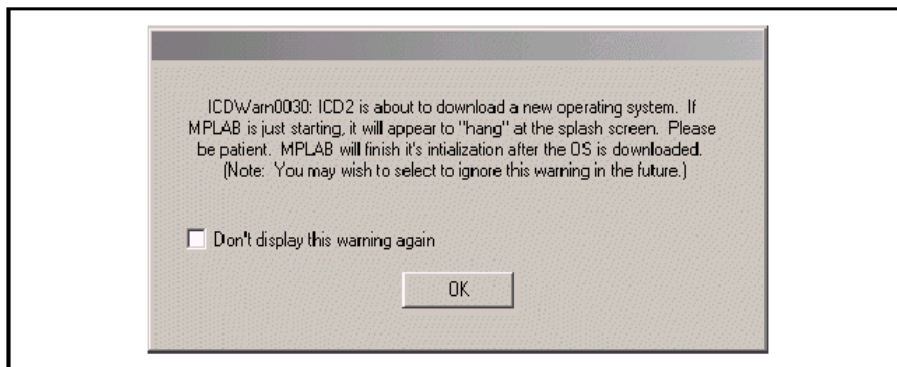 ICDWarn0030: ICD2 is about to download a new operating system. If
MPLAB is just starting, it will appear to "hang" at the splash screen. Please
be patient. MPLAB will finish it's intialization after the OS is downloaded.
(Note: You may wish to select to ignore this warning in the future.)
Don't display this warning again
OK